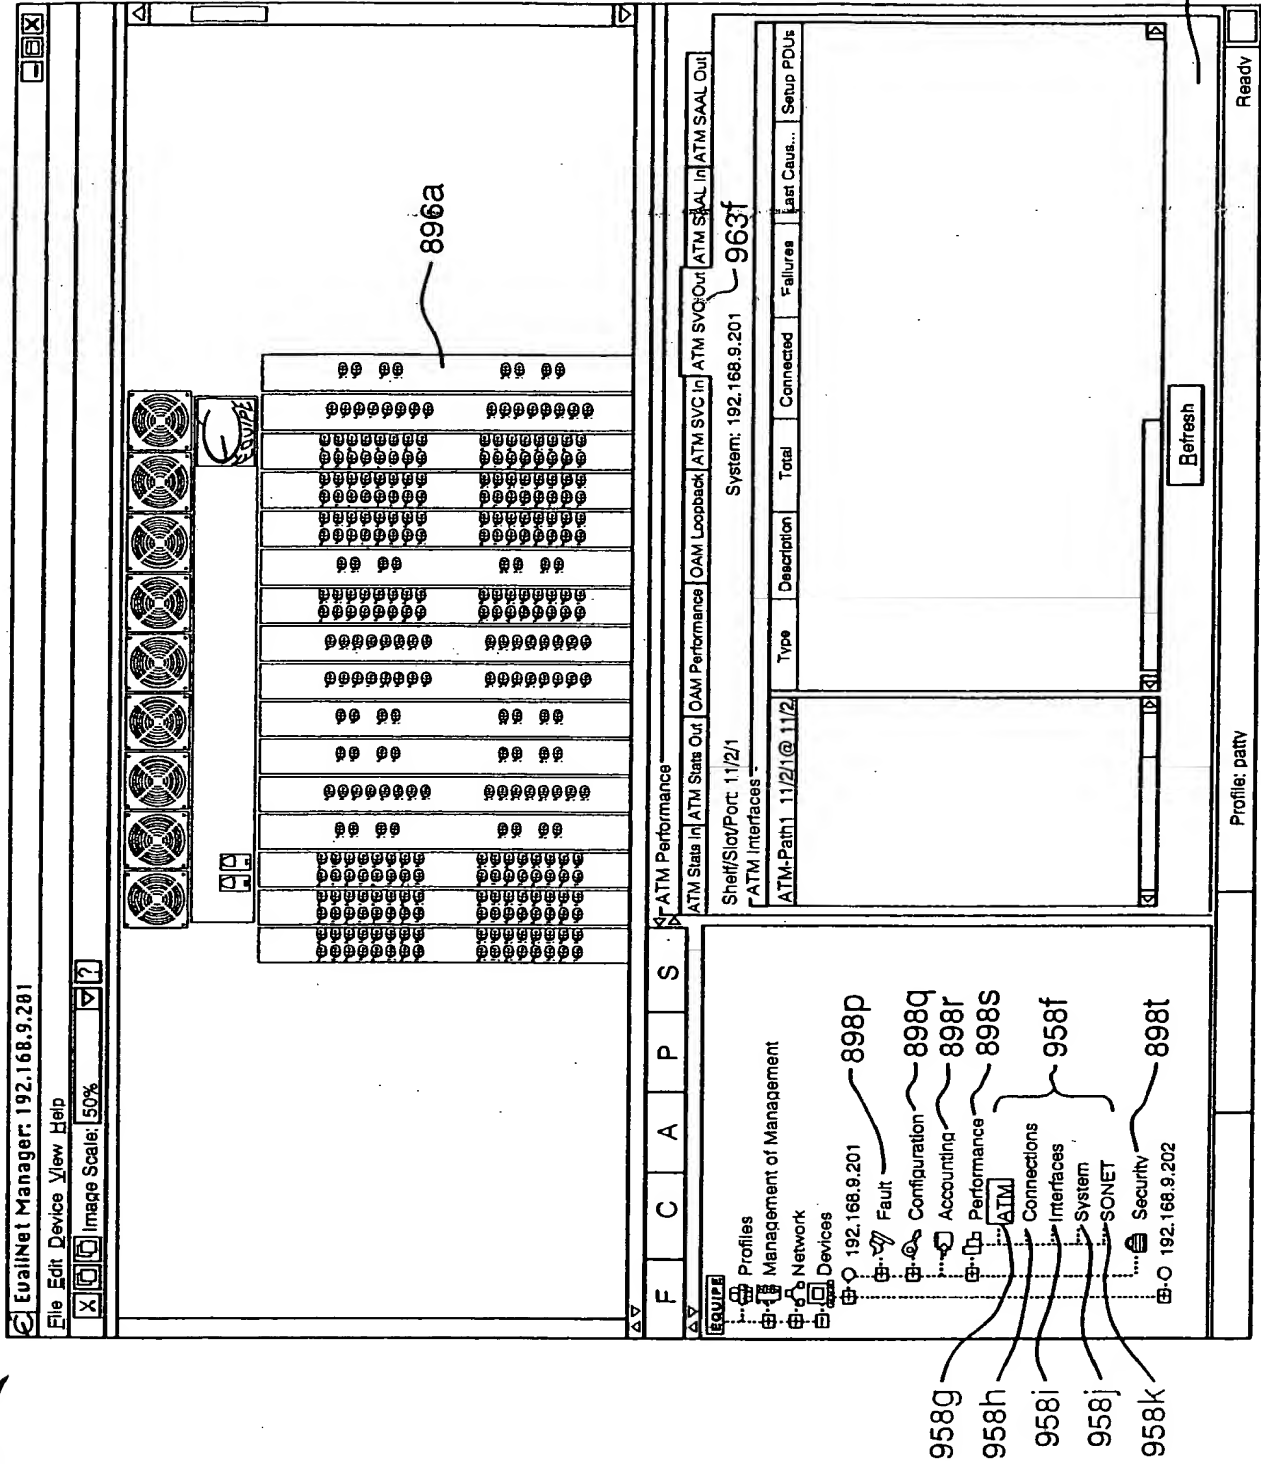 EvallNet Manager: 192.168.9.201
File Edit Device View Help
X Image Scale: 50% ?
EQUIPE
896a
F C A P S
EQUIPE
Profiles
Management of Management
Network
Devices
192.168.9.201
Fault
898p
Configuration
898q
Accounting
898r
Performance
898s
ATM
Connections
Interfaces
System
SONET
958f
Security
898t
192.168.9.202
958g
958h
958i
958j
958k
ATM Performance
ATM Stats In ATM Stats Out OAM Performance OAM Loopback ATM SVC In ATM SVC Out ATM SAAL In ATM SAAL Out
963f
Shelf/Slot/Port: 11/2/1 System: 192.168.9.201
ATM Interfaces
ATM-Path1 11/2/1@ 11/2
Type Description Total Connected Failures Last Caus... Setup PDUs
Refresh
Profile: patty Ready